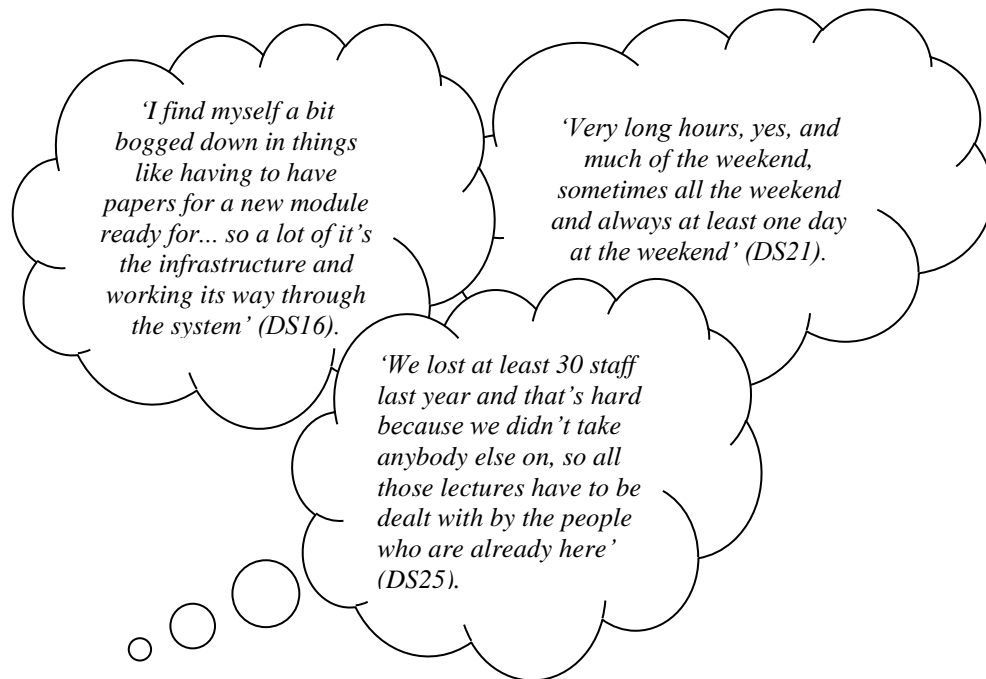 ‘I find myself a bit
bogged down in things
like having to have
papers for a new module
ready for... so a lot of it’s
the infrastructure and
working its way through
the system’ (DS16).
‘Very long hours, yes, and
much of the weekend,
sometimes all the weekend
and always at least one day
at the weekend’ (DS21).
‘We lost at least 30 staff
last year and that’s hard
because we didn’t take
anybody else on, so all
those lectures have to be
dealt with by the people
who are already here’
(DS25).